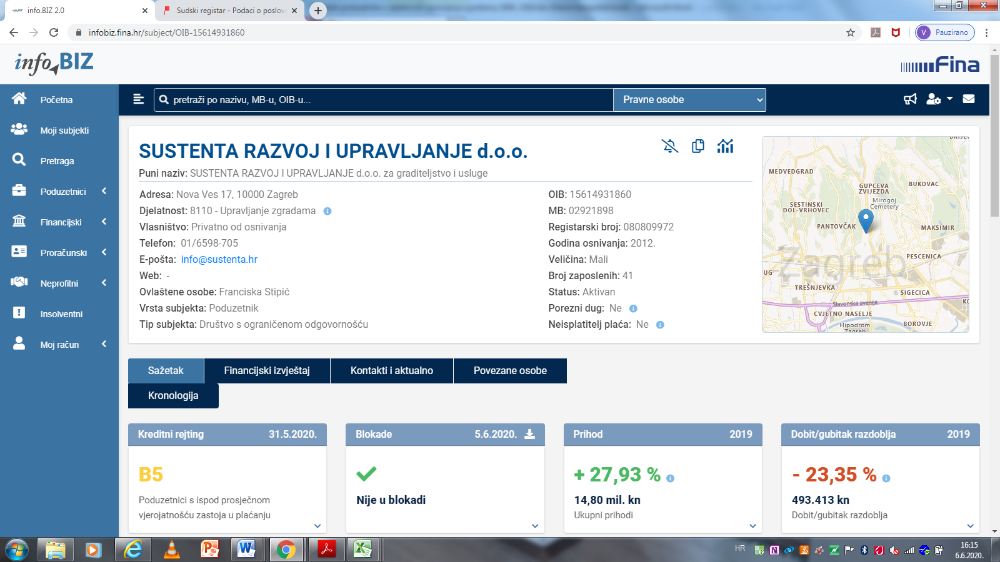 info.BIZ 2.0
Sudski registar - Podaci o poslov
infobiz.fina.hr/subject/OIB-15614931860
V Pauzirano
info.BIZ
Fina
Početna
Moji subjekti
Pretraga
Poduzetnici
Financijski
Proračunski
Neprofitni
Insolventni
Moj račun
pretraži po nazivu, MB-u, OIB-u...
Pravne osobe
SUSTENTA RAZVOJ I UPRAVLJANJE d.o.o.
Puni naziv: SUSTENTA RAZVOJ I UPRAVLJANJE d.o.o. za graditeljstvo i usluge
Adresa: Nova Ves 17, 10000 Zagreb
Djelatnost: 8110 - Upravljanje zgradama
Vlasništvo: Privatno od osnivanja
Telefon: 01/6598-705
E-pošta: info@sustenta.hr
Web: -
Ovlaštene osobe: Franciska Stipić
Vrsta subjekta: Poduzetnik
Tip subjekta: Društvo s ograničenom odgovornošću
OIB: 15614931860
MB: 02921898
Registarski broj: 080809972
Godina osnivanja: 2012.
Veličina: Mali
Broj zaposlenih: 41
Status: Aktivan
Porezni dug: Ne
Neisplatitelj plaća: Ne
MEDVEDGRAD
GUPCEVA
ZVIJEZDA
BUKOVAC
Mirogoj
Cemetery
SESTINSKI
DOL-VRHOVEC
PANTOVČAK
MAKSIMIR
Zagreb
PESCENICA
UG
TREŠNJEVKA
SIGECICA
Slavonska avenija
CVJETNO NASELJE
Hipodrom
Zagreb
BOROVJE
Sažetak
Financijski izvještaj
Kontakti i aktualno
Povezane osobe
Kronologija
Kreditni rejting 31.5.2020.
B5
Poduzetnici s ispod prosječnom
vjerojatnošću zastoja u plaćanju
Blokade 5.6.2020.
Nije u blokadi
Prihod 2019
+ 27,93 %
14,80 mil. kn
Ukupni prihodi
Dobit/gubitak razdoblja 2019
- 23,35 %
493.413 kn
Dobit/gubitak razdoblja
HR
16:15
6.6.2020.